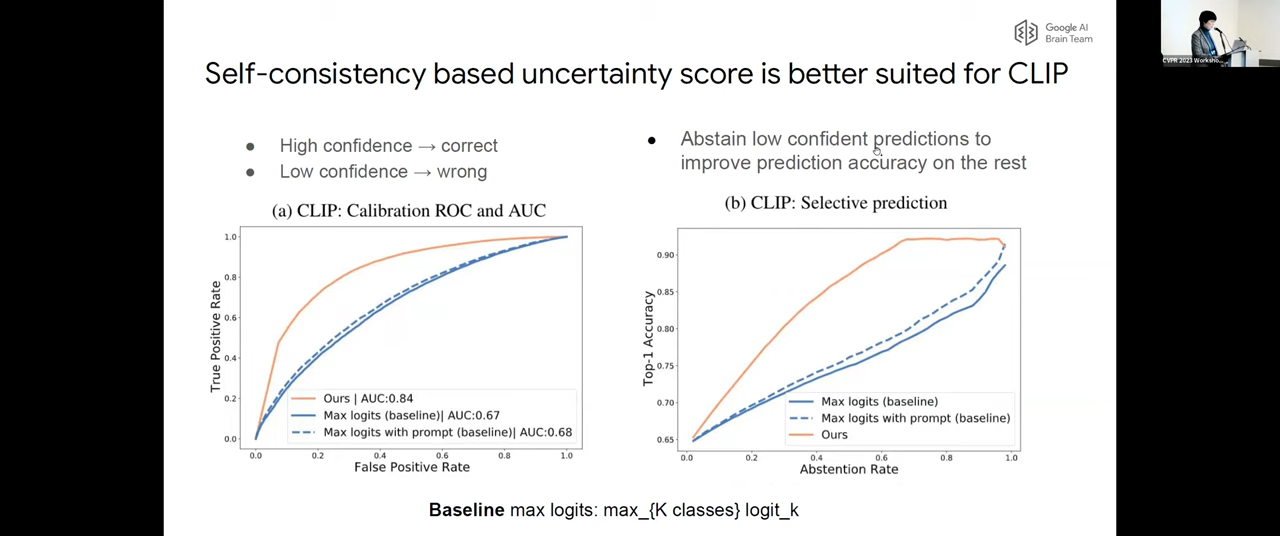 Google AI
Brain Team
CVPR 2023 Worksho...
Self-consistency based uncertainty score is better suited for CLIP
● High confidence → correct
● Low confidence → wrong
● Abstain low confident predictions to
improve prediction accuracy on the rest
(a) CLIP: Calibration ROC and AUC
True Positive Rate
1.0
0.8
0.6
0.4
0.2
0.0
Ours | AUC:0.84
Max logits (baseline)| AUC:0.67
Max logits with prompt (baseline)| AUC:0.68
0.0 0.2 0.4 0.6 0.8 1.0
False Positive Rate
(b) CLIP: Selective prediction
Top-1 Accuracy
0.90
0.85
0.80
0.75
0.70
0.65
Max logits (baseline)
Max logits with prompt (baseline)
Ours
0.0 0.2 0.4 0.6 0.8 1.0
Abstention Rate
Baseline max logits: max_{K classes} logit_k